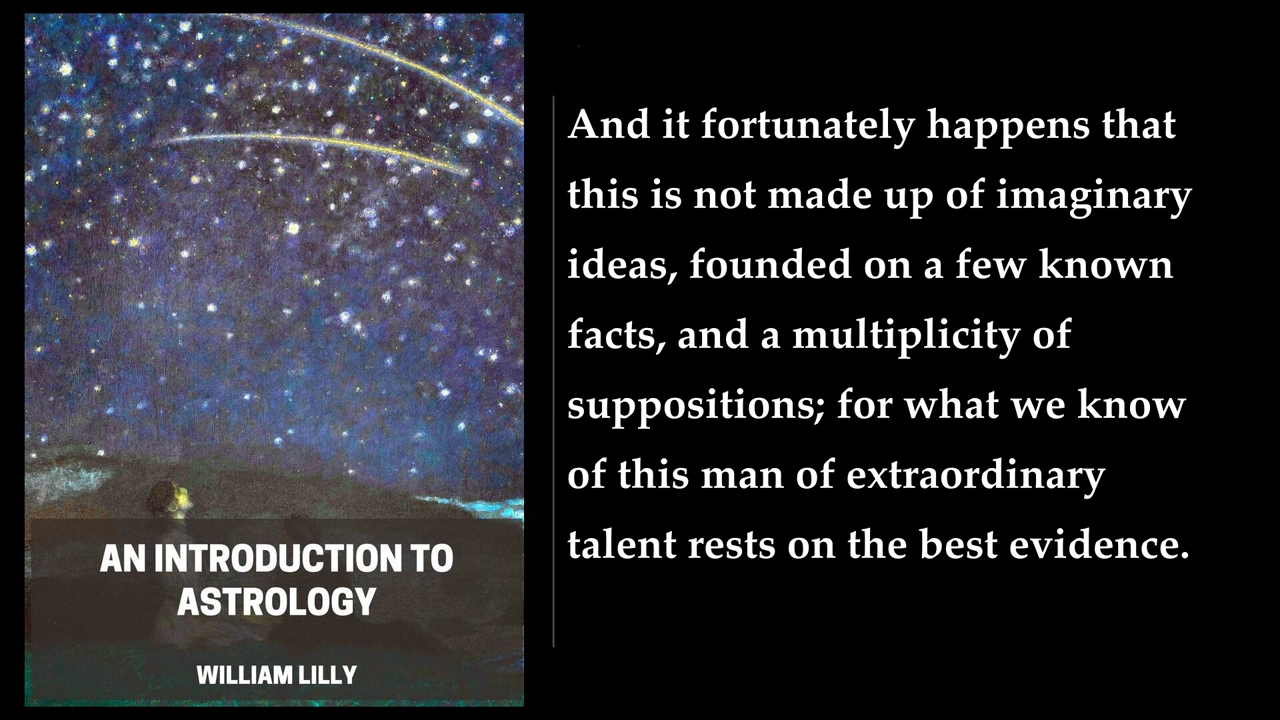 AN INTRODUCTION TO
ASTROLOGY
WILLIAM LILLY
And it fortunately happens that
this is not made up of imaginary
ideas, founded on a few known
facts, and a multiplicity of
suppositions; for what we know
of this man of extraordinary
talent rests on the best evidence.